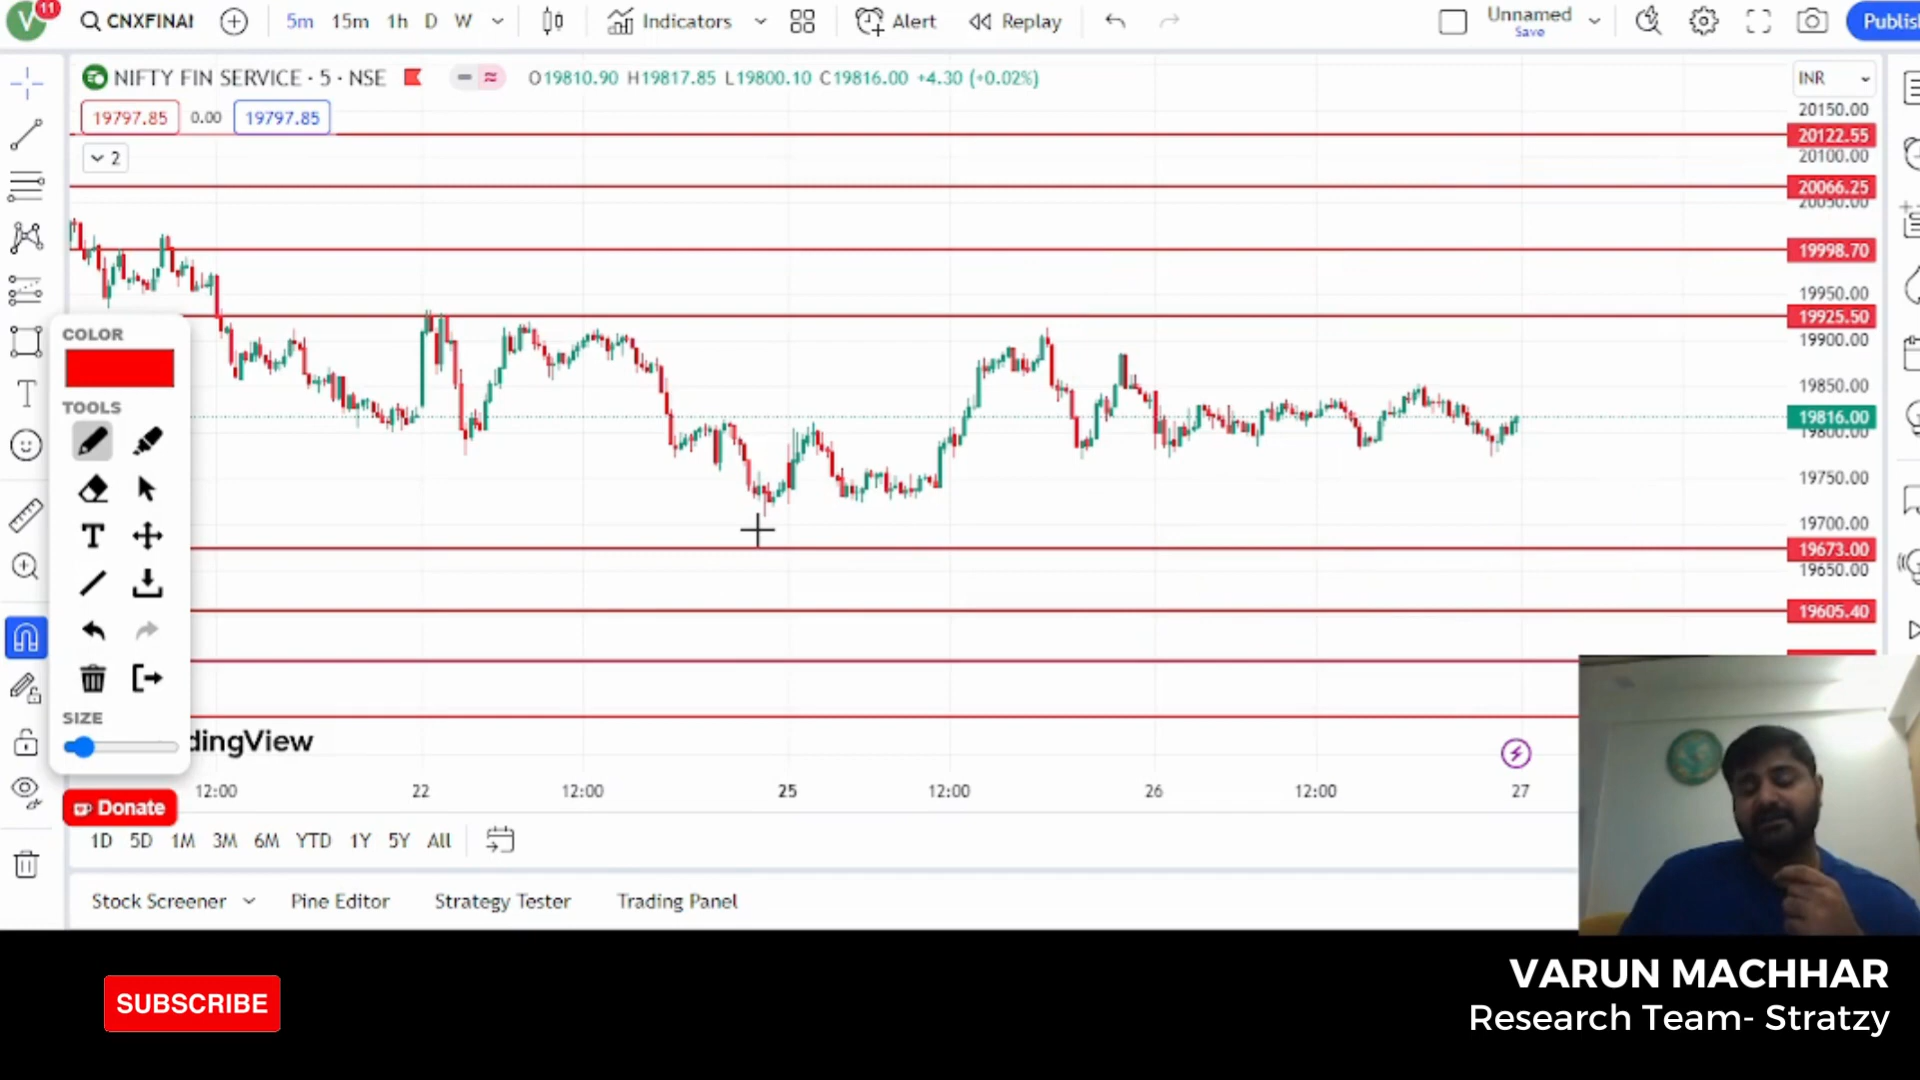 V 11 CNXFINAI 5m 15m 1h D W Indicators Alert Replay Unnamed Save Publis
NIFTY FIN SERVICE · 5 · NSE O19810.90 H19817.85 L19800.10 C19816.00 +4.30 (+0.02%) INR
19797.85 0.00 19797.85
2
20150.00
20122.55
20100.00
20066.25
20050.00
19998.70
19950.00
19925.50
19900.00
19850.00
19816.00
19800.00
19750.00
19700.00
19673.00
19650.00
19605.40
COLOR
TOOLS
T
T
SIZE
dingView
12:00 22 12:00 25 12:00 26 12:00 27
Donate
1D 5D 1M 3M 6M YTD 1Y 5Y All
Stock Screener Pine Editor Strategy Tester Trading Panel
SUBSCRIBE
VARUN MACHHAR
Research Team- Stratzy